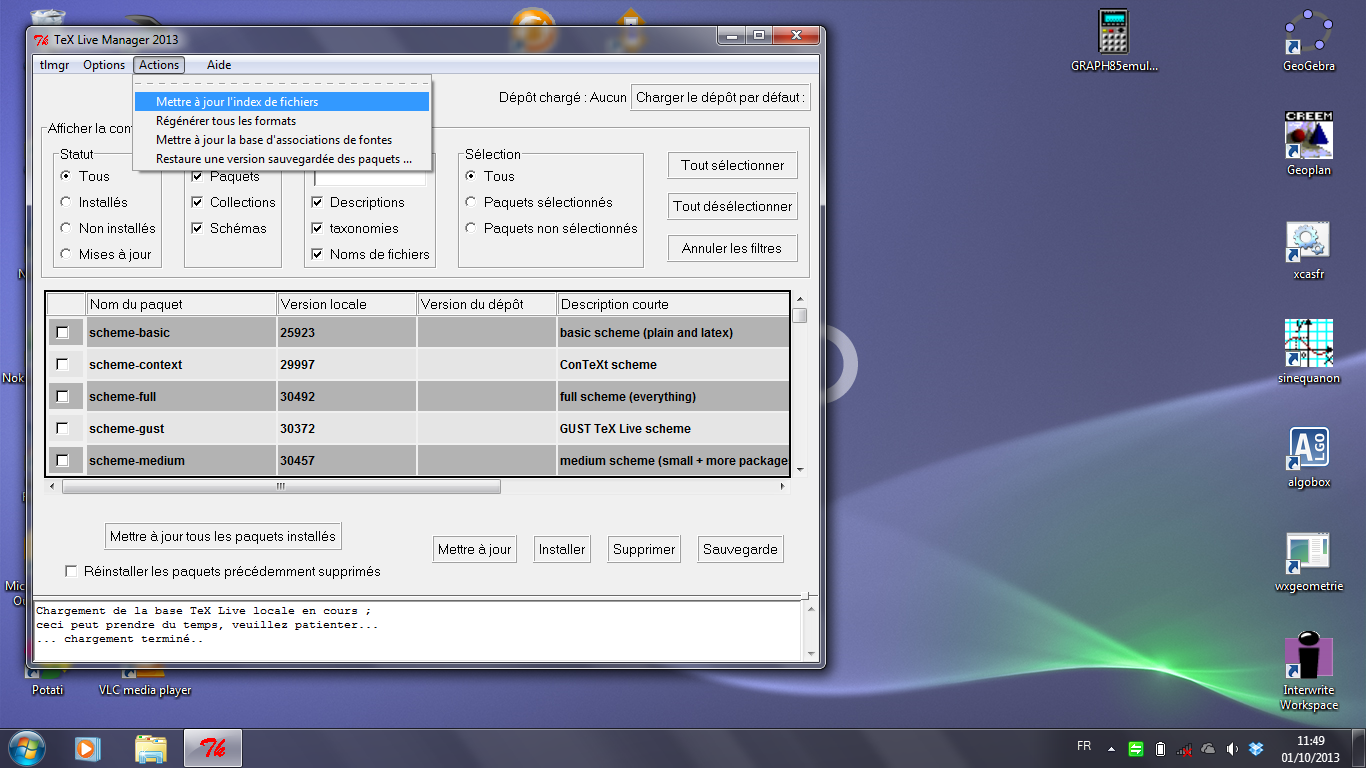 TeX Live Manager 2013
tlmgr Options Actions Aide
Mettre à jour l'index de fichiers
Régénérer tous les formats
Mettre à jour la base d'associations de fontes
Restaure une version sauvegardée des paquets ...
Dépôt chargé : Aucun Charger le dépôt par défaut :
Afficher la con
Statut
Tous
Installés
Non installés
Mises à jour
Paquets
Collections
Schémas
Descriptions
taxonomies
Noms de fichiers
Sélection
Tous
Paquets sélectionnés
Paquets non sélectionnés
Tout sélectionner
Tout désélectionner
Annuler les filtres
Nom du paquet Version locale Version du dépôt Description courte
scheme-basic 25923 basic scheme (plain and latex)
scheme-context 29997 ConTeXt scheme
scheme-full 30492 full scheme (everything)
scheme-gust 30372 GUST TeX Live scheme
scheme-medium 30457 medium scheme (small + more package
Mettre à jour tous les paquets installés
Réinstaller les paquets précédemment supprimés
Mettre à jour Installer Supprimer Sauvegarde
Chargement de la base TeX Live locale en cours ;
ceci peut prendre du temps, veuillez patienter...
... chargement terminé..
N
Nok
Mic
Ou
Potati
VLC media player
GRAPH85emul...
GeoGebra
CREEM
Geoplan
xcasfr
sinequanon
ALGO
algobox
wxgeometrie
Interwrite
Workspace
Tk
FR
11:49
01/10/2013